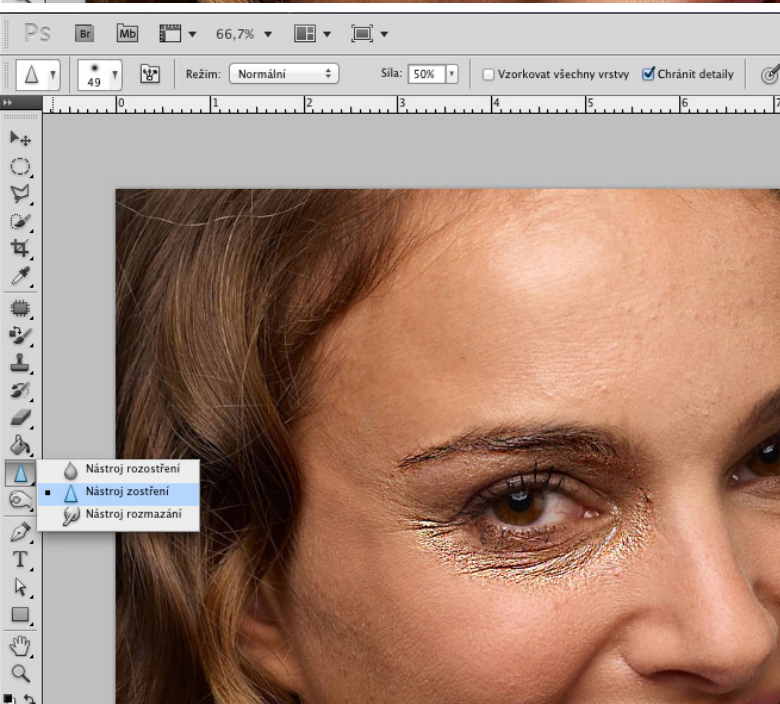 Ps Br Mb 66,7%
49 Režim: Normální Síla: 50% Vzorkovat všechny vrstvy Chránit detaily
0 1 2 3 4 5 6 7
Nástroj rozostření
Nástroj zostření
Nástroj rozmazání
T